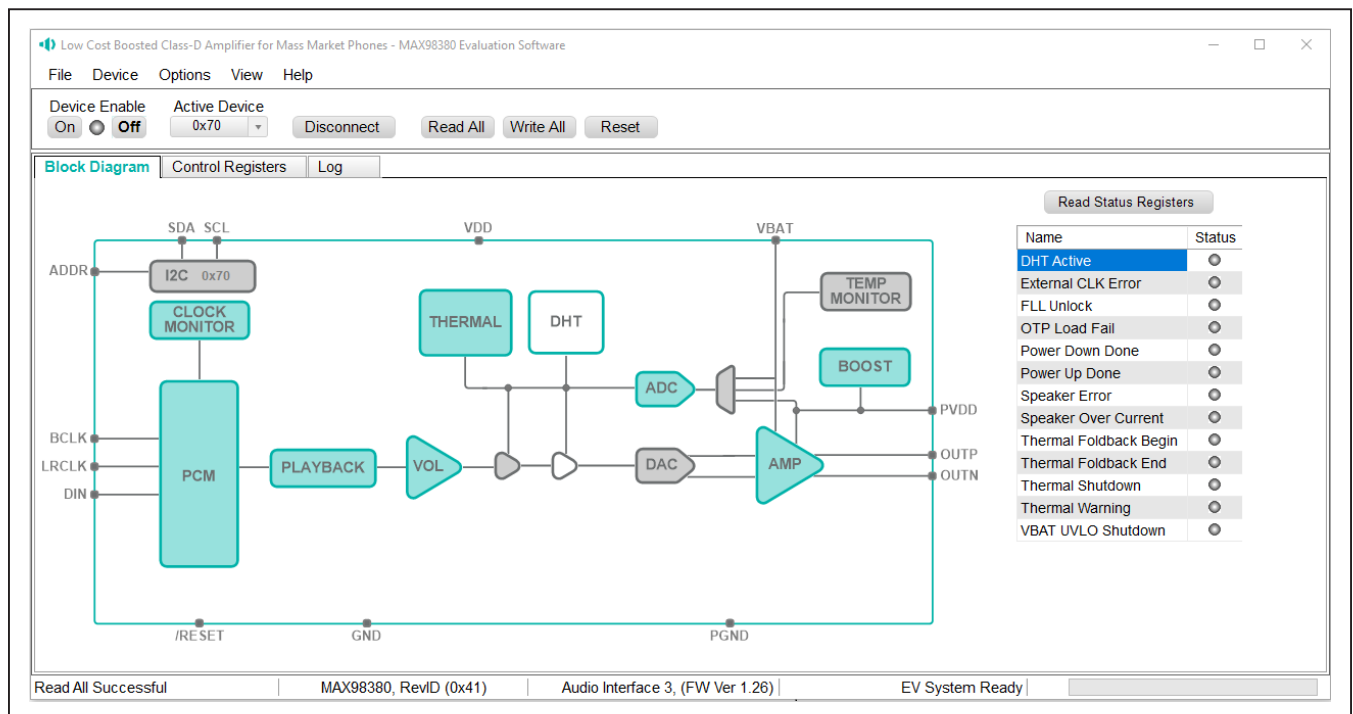 Low Cost Boosted Class-D Amplifier for Mass Market Phones - MAX98380 Evaluation Software
File Device Options View Help
Device Enable Active Device
On Off 0x70 Disconnect Read All Write All Reset
Block Diagram Control Registers Log
Read Status Registers
SDA SCL VDD VBAT
ADDR
I2C 0x70
CLOCK
MONITOR
THERMAL
DHT
TEMP
MONITOR
BOOST
ADC
PVDD
BCLK
LRCLK
DIN
PCM
PLAYBACK
VOL
DAC
AMP
OUTP
OUTN
/RESET GND PGND
Name Status
DHT Active
External CLK Error
FLL Unlock
OTP Load Fail
Power Down Done
Power Up Done
Speaker Error
Speaker Over Current
Thermal Foldback Begin
Thermal Foldback End
Thermal Shutdown
Thermal Warning
VBAT UVLO Shutdown
Read All Successful MAX98380, RevID (0x41) Audio Interface 3, (FW Ver 1.26) EV System Ready